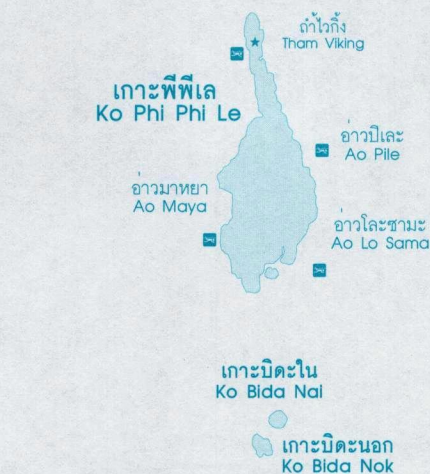 ถ้ำไวกิ้ง
Tham Viking
เกาะพีพีเล
Ko Phi Phi Le
อ่าวปิเละ
Ao Pile
อ่าวมาหยา
Ao Maya
อ่าวโละซามะ
Ao Lo Sama
เกาะบิดะใน
Ko Bida Nai
เกาะบิดะนอก
Ko Bida Nok